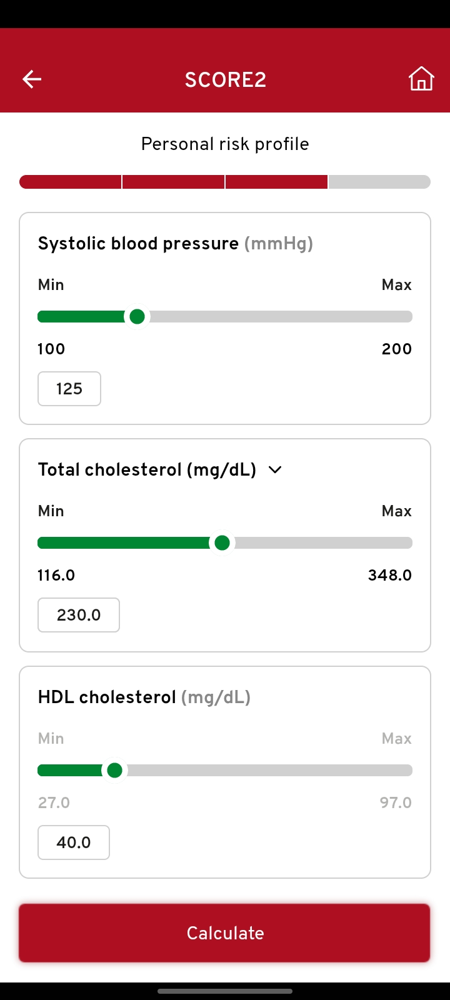 SCORE2
Personal risk profile
Systolic blood pressure (mmHg)
Min Max
100 200
125
Total cholesterol (mg/dL)
Min Max
116.0 348.0
230.0
HDL cholesterol (mg/dL)
Min Max
27.0 97.0
40.0
Calculate